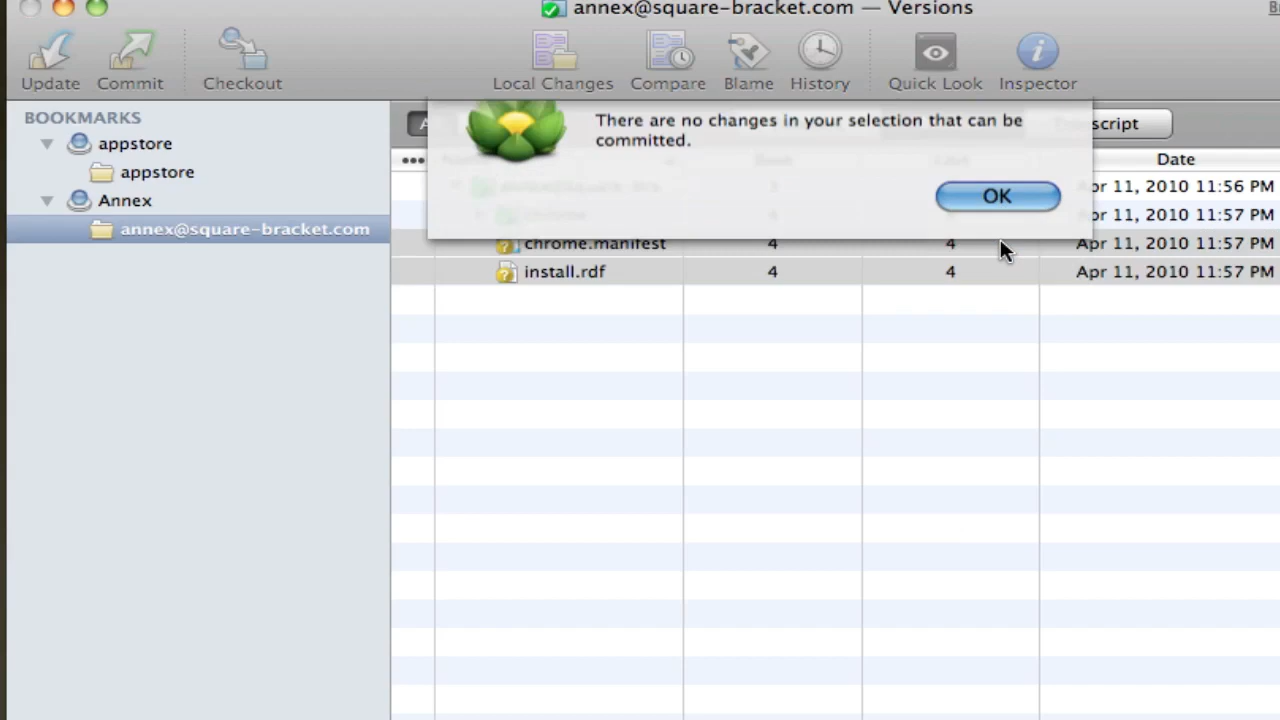 annex@square-bracket.com — Versions
Update Commit Checkout Local Changes Compare Blame History Quick Look Inspector
BOOKMARKS
appstore
appstore
Annex
annex@square-bracket.com
There are no changes in your selection that can be
committed.
OK
Date
Apr 11, 2010 11:56 PM
Apr 11, 2010 11:57 PM
chrome.manifest 4 4 Apr 11, 2010 11:57 PM
install.rdf 4 4 Apr 11, 2010 11:57 PM